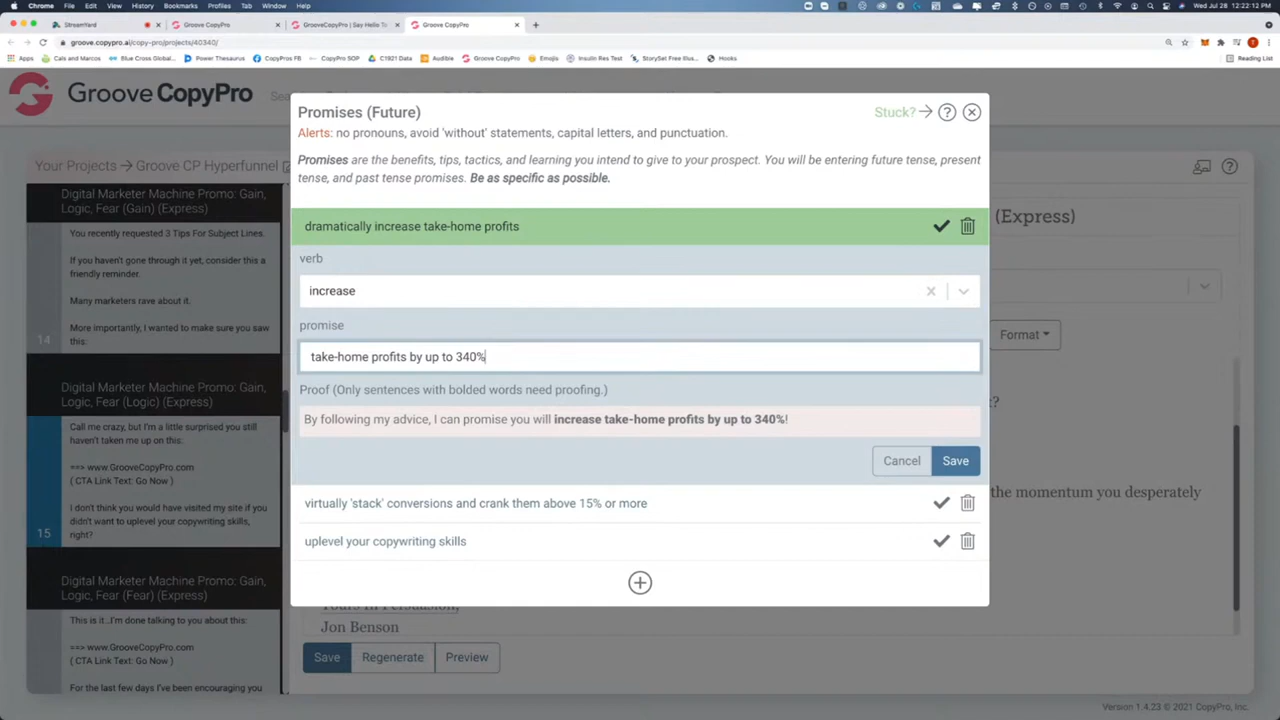 Chrome File Edit View History Bookmarks Profiles Tab Window Help
Wed Jul 28 10:22:12 PM
StreamYard
Groove CopyPro
GrooveCopyPro | Say Hello To
Groove CopyPro
groove.copypro.ai/copy-pro/projects/40340/
Apps Cals and Marcos Blue Cross Global... Power Thesaurus CopyPros FB CopyPro SOP C1921 Data Audible Groove CopyPro Emojis Insulin Res Test StorySet Free Illus... Hooks Reading List
Groove CopyPro
Your Projects → Groove CP Hyperfunnel
Digital Marketer Machine Promo: Gain,
Logic, Fear (Gain) (Express)
You recently requested 3 Tips For Subject Lines.
If you haven't gone through it yet, consider this a
friendly reminder.
Many marketers rave about it.
More importantly, I wanted to make sure you saw
this:
14
Digital Marketer Machine Promo: Gain,
Logic, Fear (Logic) (Express)
Call me crazy, but I'm a little surprised you still
haven't taken me up on this:
==> www.GrooveCopyPro.com
( CTA Link Text: Go Now )
I don't think you would have visited my site if you
didn't want to uplevel your copywriting skills,
right?
15
Digital Marketer Machine Promo: Gain,
Logic, Fear (Fear) (Express)
This is it...I'm done talking to you about this:
==> www.GrooveCopyPro.com
( CTA Link Text: Go Now )
For the last few days I've been encouraging you
Promises (Future)
Stuck? →
Alerts: no pronouns, avoid 'without' statements, capital letters, and punctuation.
Promises are the benefits, tips, tactics, and learning you intend to give to your prospect. You will be entering future tense, present
tense, and past tense promises. Be as specific as possible.
dramatically increase take-home profits
verb
increase
promise
take-home profits by up to 340%
Proof (Only sentences with bolded words need proofing.)
By following my advice, I can promise you will increase take-home profits by up to 340%!
Cancel
Save
virtually 'stack' conversions and crank them above 15% or more
uplevel your copywriting skills
(Express)
Format
?
the momentum you desperately
Yours In Persuasion,
Jon Benson
Save
Regenerate
Preview
Version 1.4.23 © 2021 CopyPro, Inc.